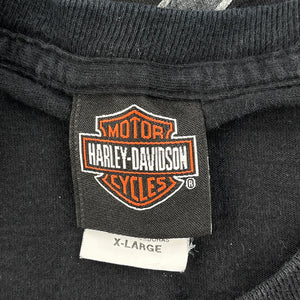 MOTOR
HARLEY-DAVIDSON
CYCLES
®
X-LARGE